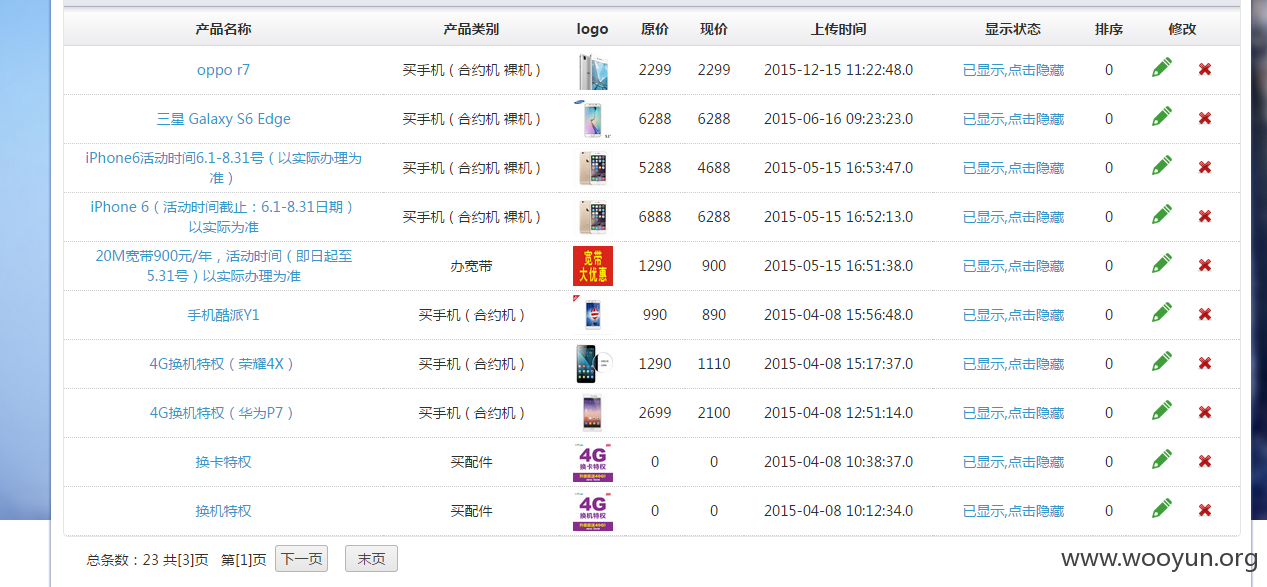 产品名称 产品类别 logo 原价 现价 上传时间 显示状态 排序 修改
oppo r7 买手机（合约机 裸机） 2299 2299 2015-12-15 11:22:48.0 已显示,点击隐藏 0
三星 Galaxy S6 Edge 买手机（合约机 裸机） 6288 6288 2015-06-16 09:23:23.0 已显示,点击隐藏 0
iPhone6活动时间6.1-8.31号（以实际办理为
准） 买手机（合约机 裸机） 5288 4688 2015-05-15 16:53:47.0 已显示,点击隐藏 0
iPhone 6（活动时间截止：6.1-8.31日期）
以实际为准 买手机（合约机 裸机） 6888 6288 2015-05-15 16:52:13.0 已显示,点击隐藏 0
20M宽带900元/年，活动时间（即日起至
5.31号）以实际办理为准 办宽带 宽带 大优惠 1290 900 2015-05-15 16:51:38.0 已显示,点击隐藏 0
手机酷派Y1 买手机（合约机） 990 890 2015-04-08 15:56:48.0 已显示,点击隐藏 0
4G换机特权（荣耀4X） 买手机（合约机） 1290 1110 2015-04-08 15:17:37.0 已显示,点击隐藏 0
4G换机特权（华为P7） 买手机（合约机） 2699 2100 2015-04-08 12:51:14.0 已显示,点击隐藏 0
换卡特权 买配件 4G 换卡特权 0 0 2015-04-08 10:38:37.0 已显示,点击隐藏 0
换机特权 买配件 4G 换机特权 0 0 2015-04-08 10:12:34.0 已显示,点击隐藏 0
总条数：23 共[3]页 第[1]页 下一页 末页
www.wooyun.org